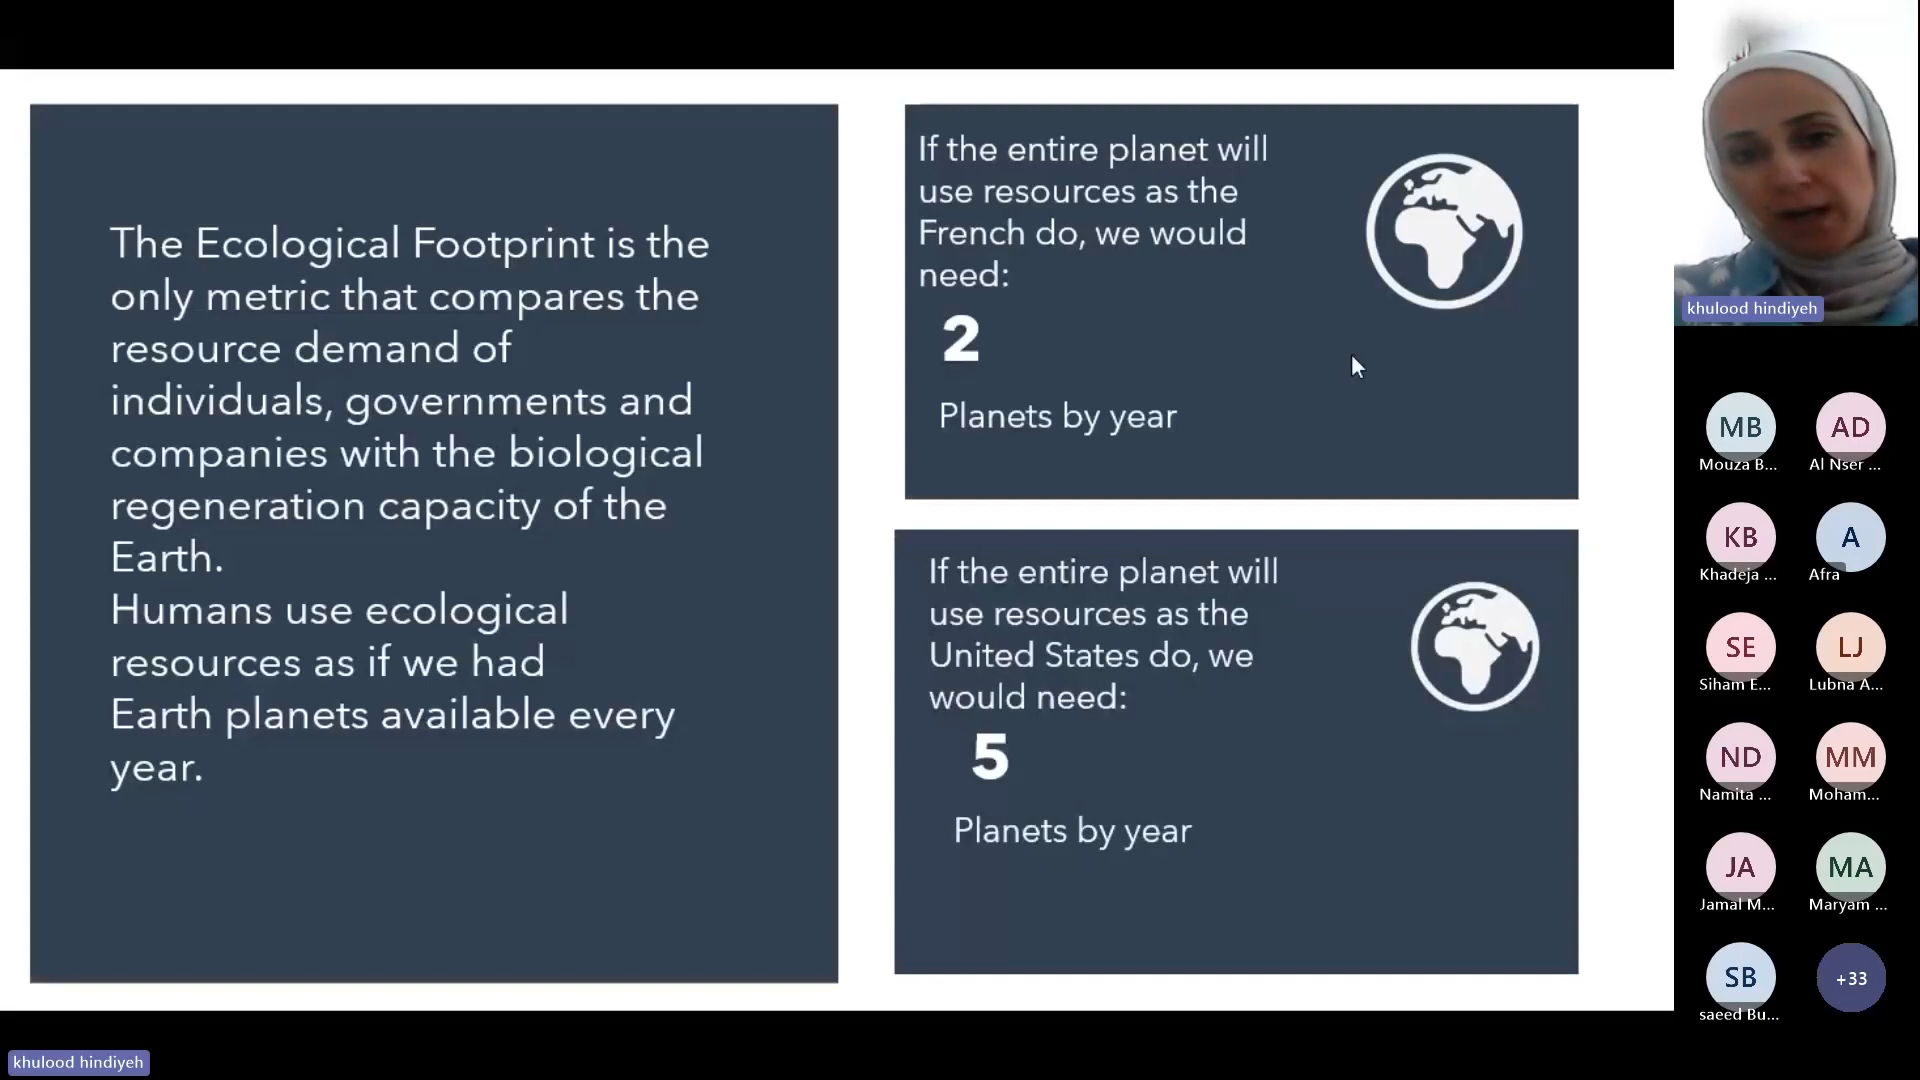 The Ecological Footprint is the
only metric that compares the
resource demand of
individuals, governments and
companies with the biological
regeneration capacity of the
Earth.
Humans use ecological
resources as if we had
Earth planets available every
year.
If the entire planet will
use resources as the
French do, we would
need:
2
Planets by year
If the entire planet will
use resources as the
United States do, we
would need:
5
Planets by year
khulood hindiyeh
MB
Mouza B...
AD
Al Nser ...
KB
Khadeja ...
A
Afra
SE
Siham E...
LJ
Lubna A...
ND
Namita ...
MM
Moham...
JA
Jamal M...
MA
Maryam ...
SB
saeed Bu...
+33
khulood hindiyeh